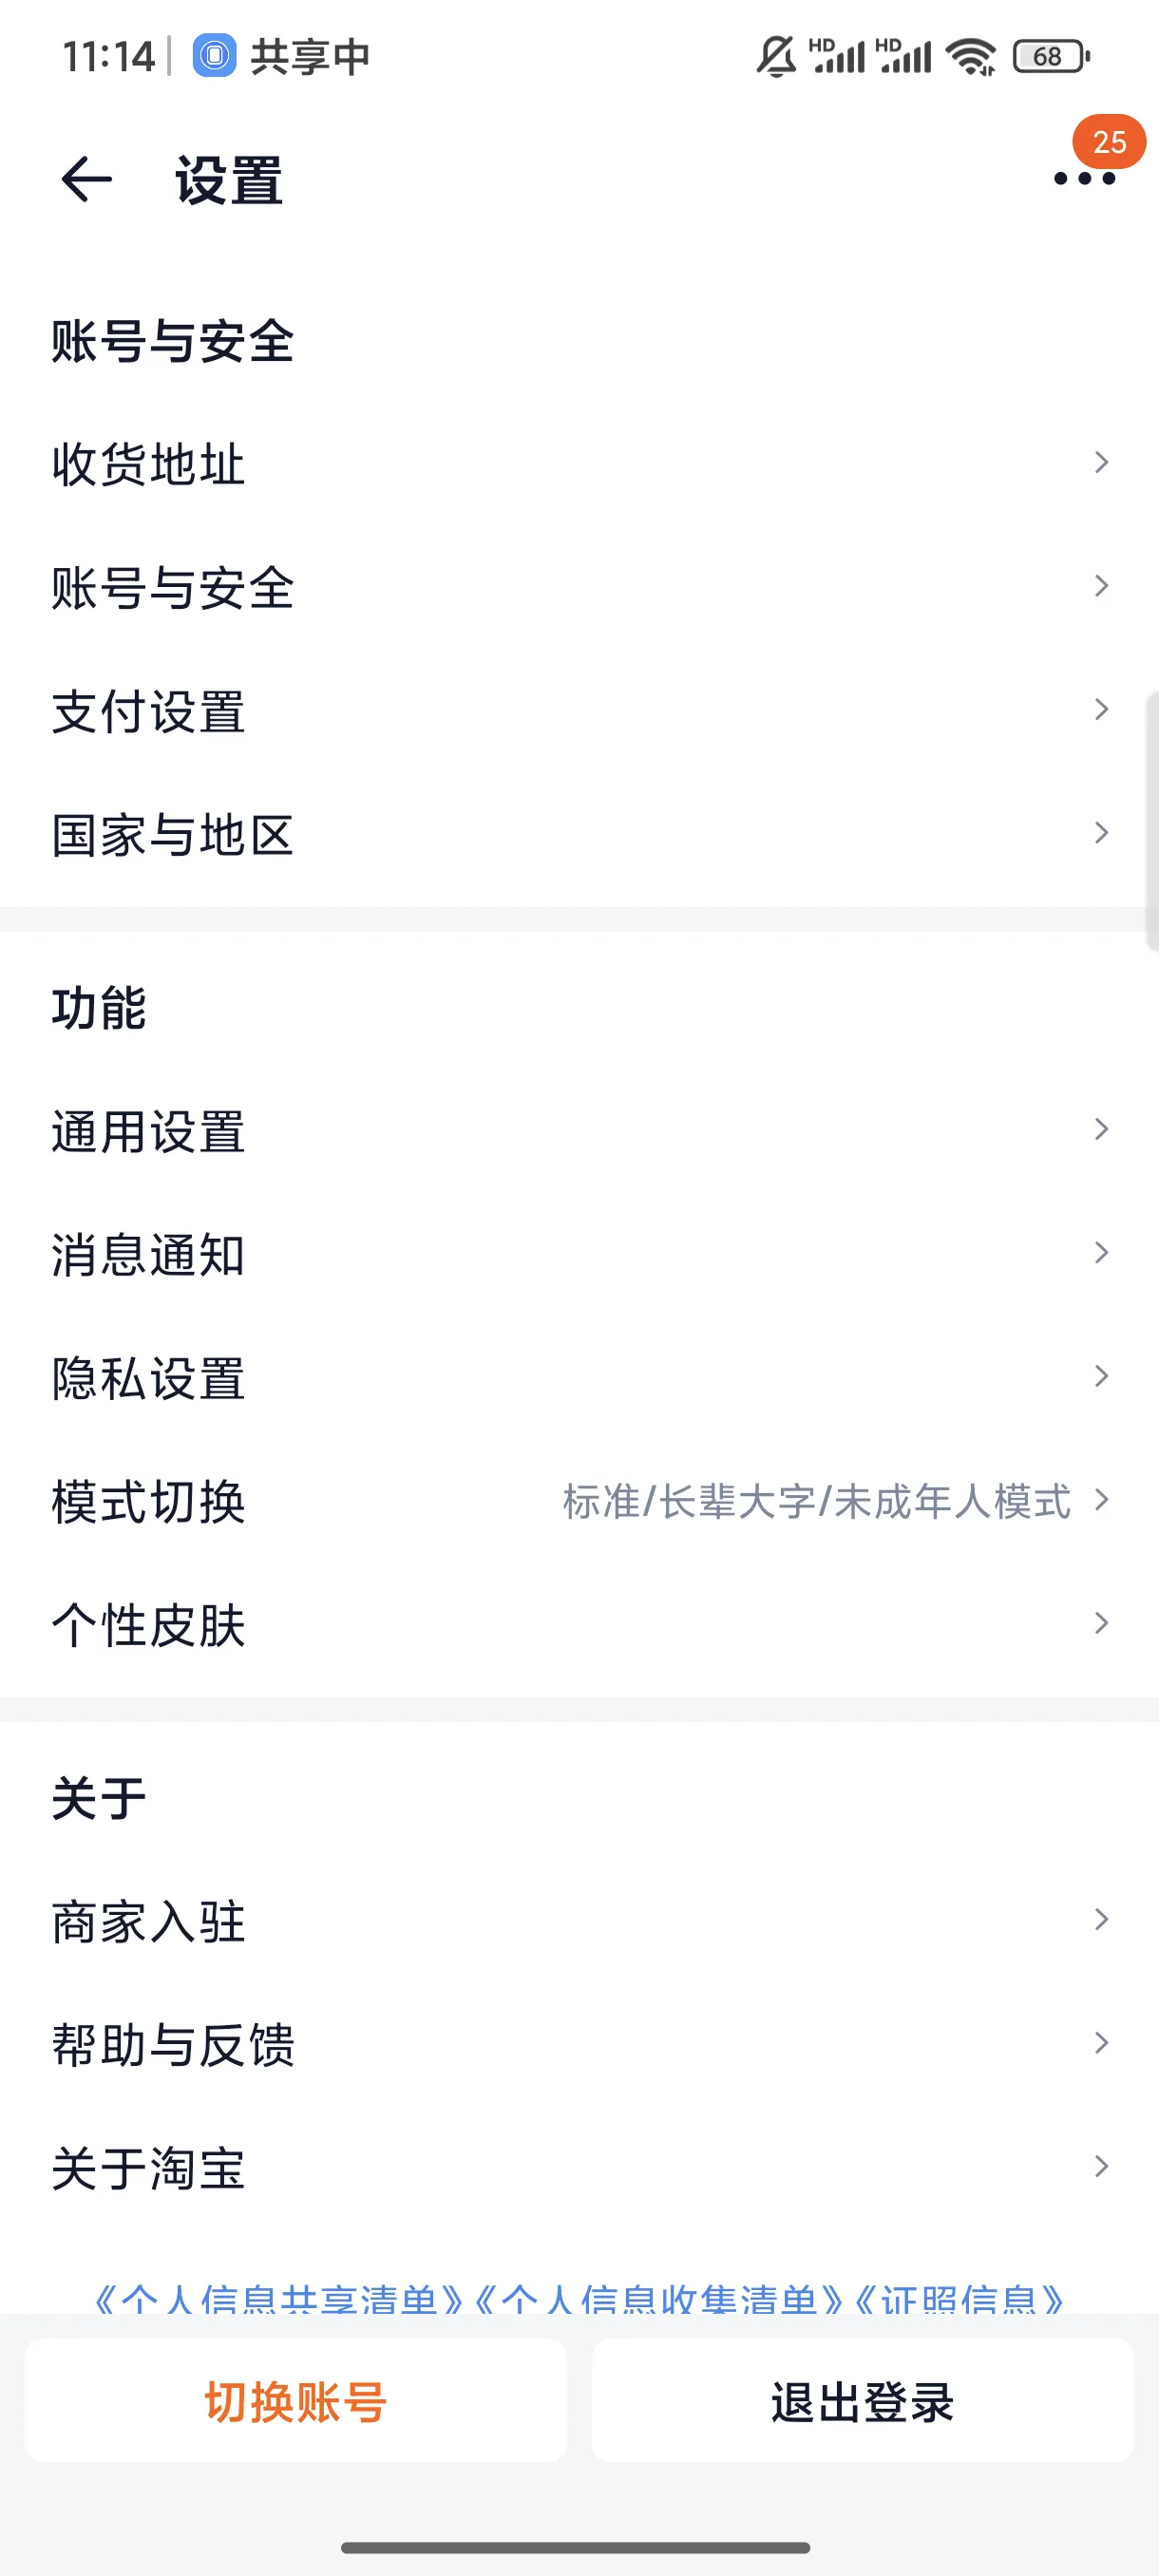 11:14 共享中 HD HD 68
设置
25
账号与安全
收货地址
账号与安全
支付设置
国家与地区
功能
通用设置
消息通知
隐私设置
模式切换 标准/长辈大字/未成年人模式
个性皮肤
关于
商家入驻
帮助与反馈
关于淘宝
《个人信息共享清单》《个人信息收集清单》《证照信息》
切换账号 退出登录